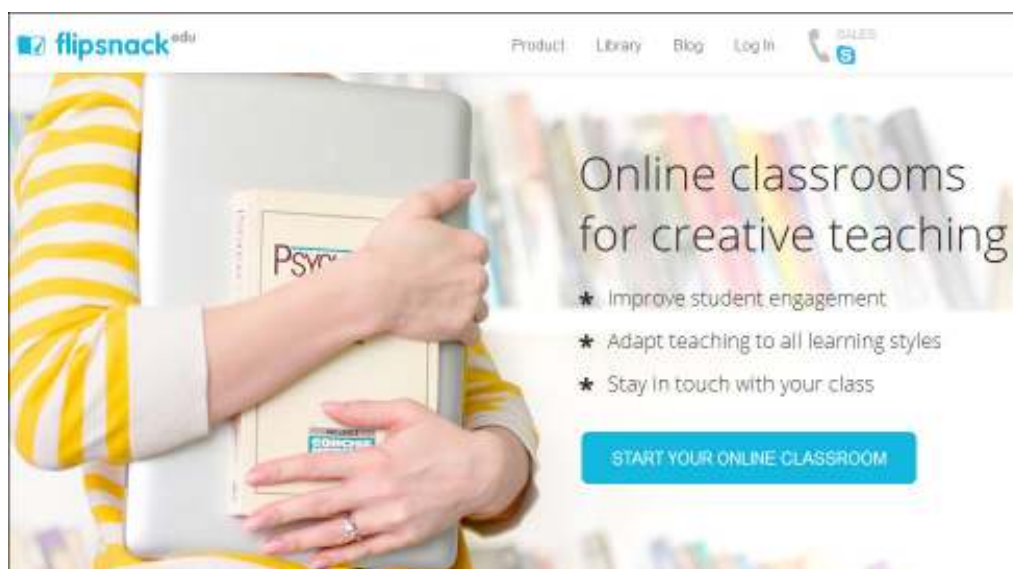 flipsnack edu
Product Library Blog Log In
SALES
Online classrooms
for creative teaching
* Improve student engagement
* Adapt teaching to all learning styles
* Stay in touch with your class
START YOUR ONLINE CLASSROOM
CONCISE